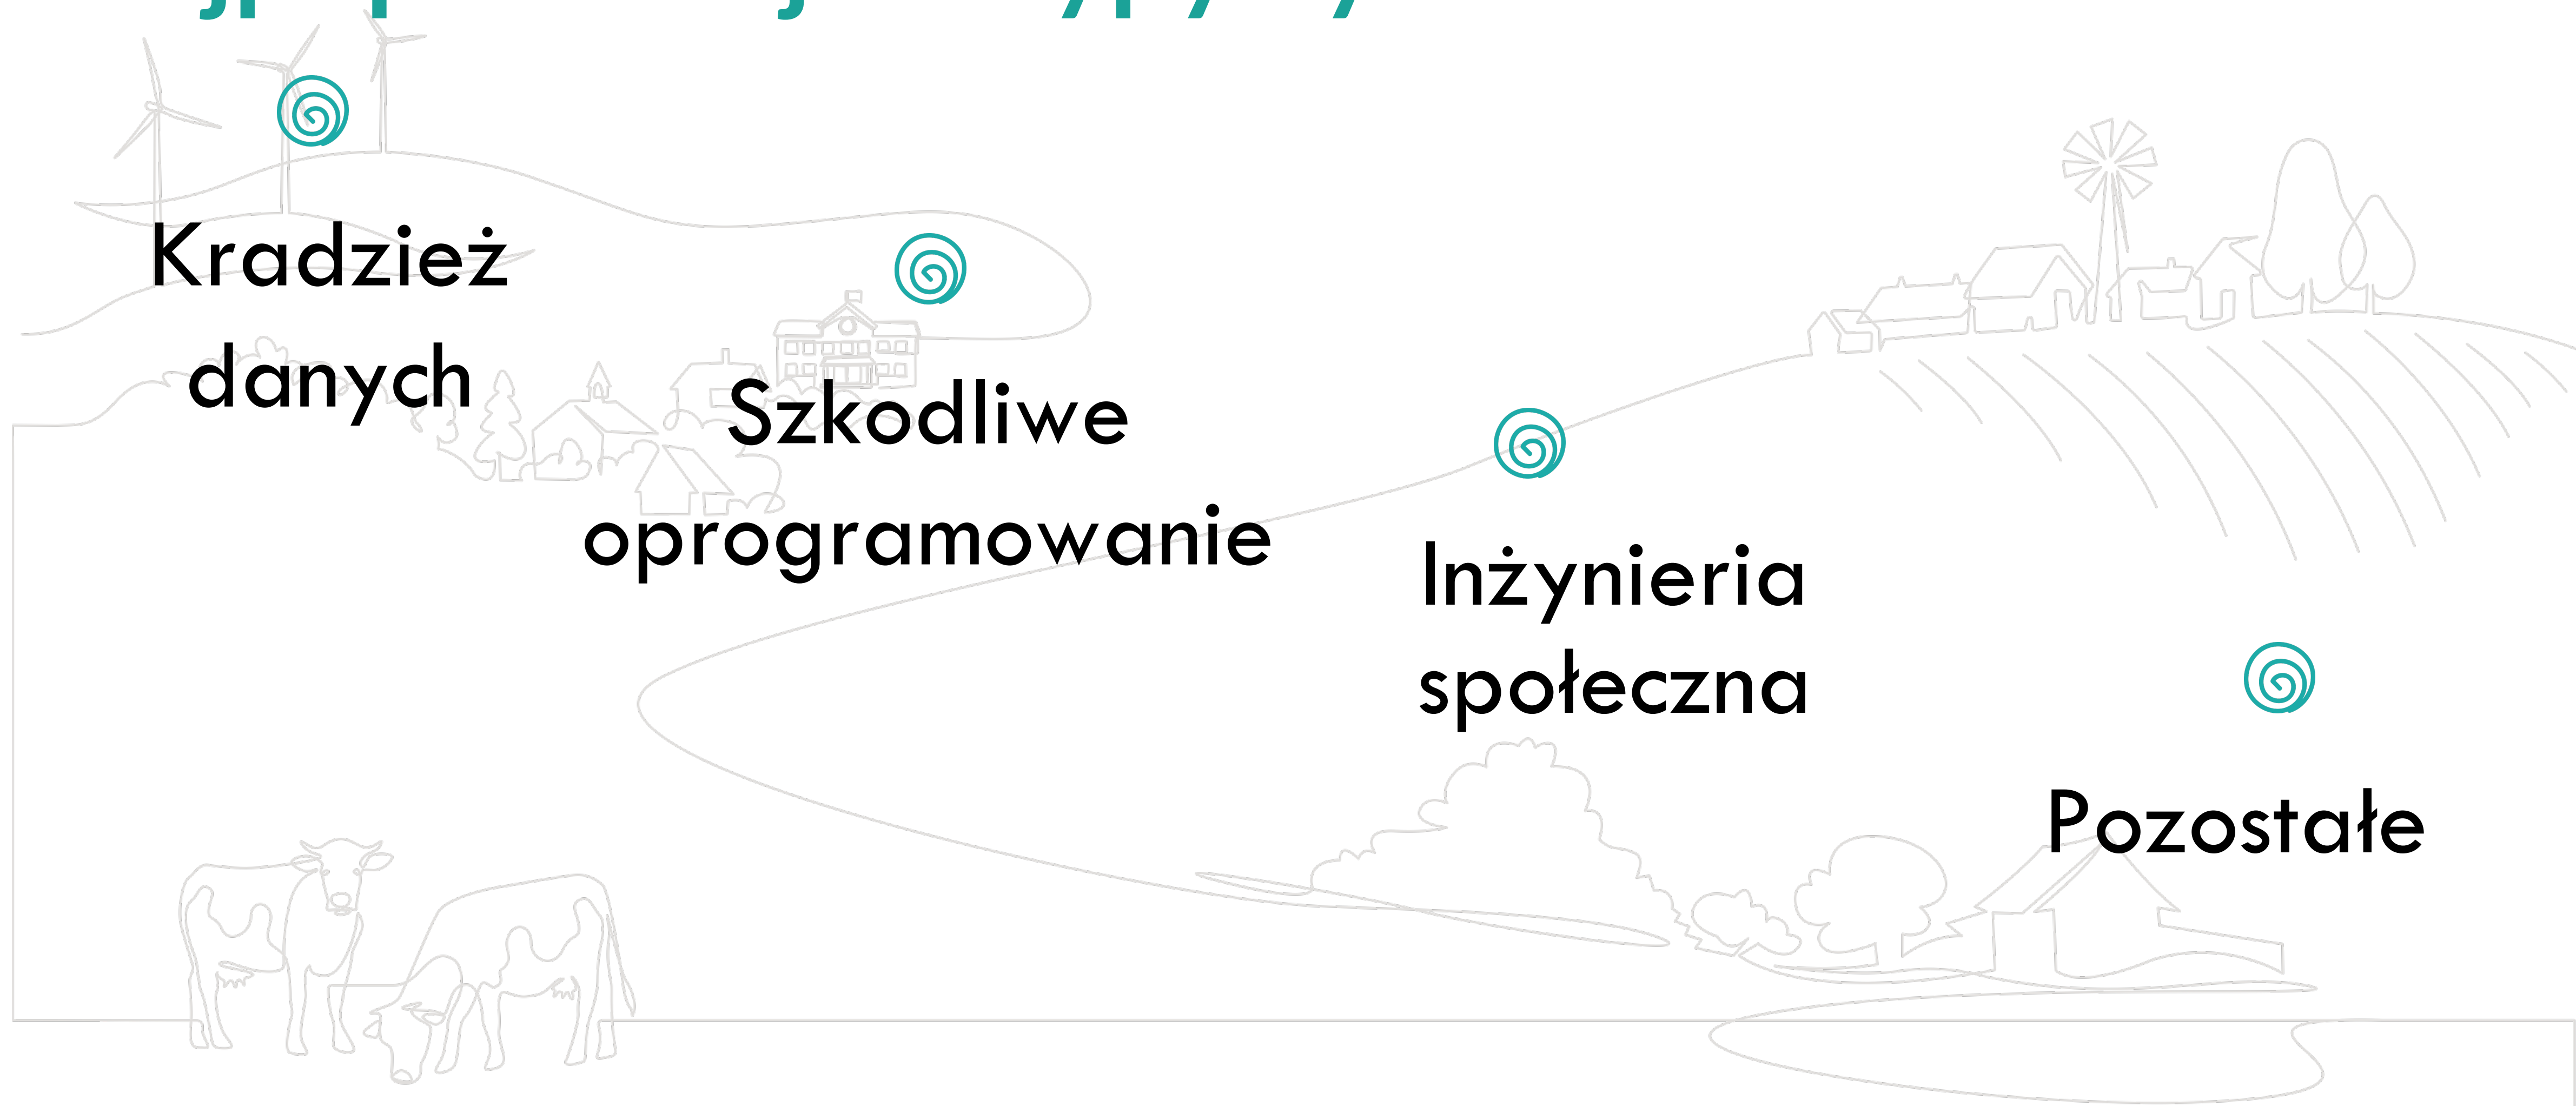 Kradzież
danych
Szkodliwe
oprogramowanie
Inżynieria
społeczna
Pozostałe